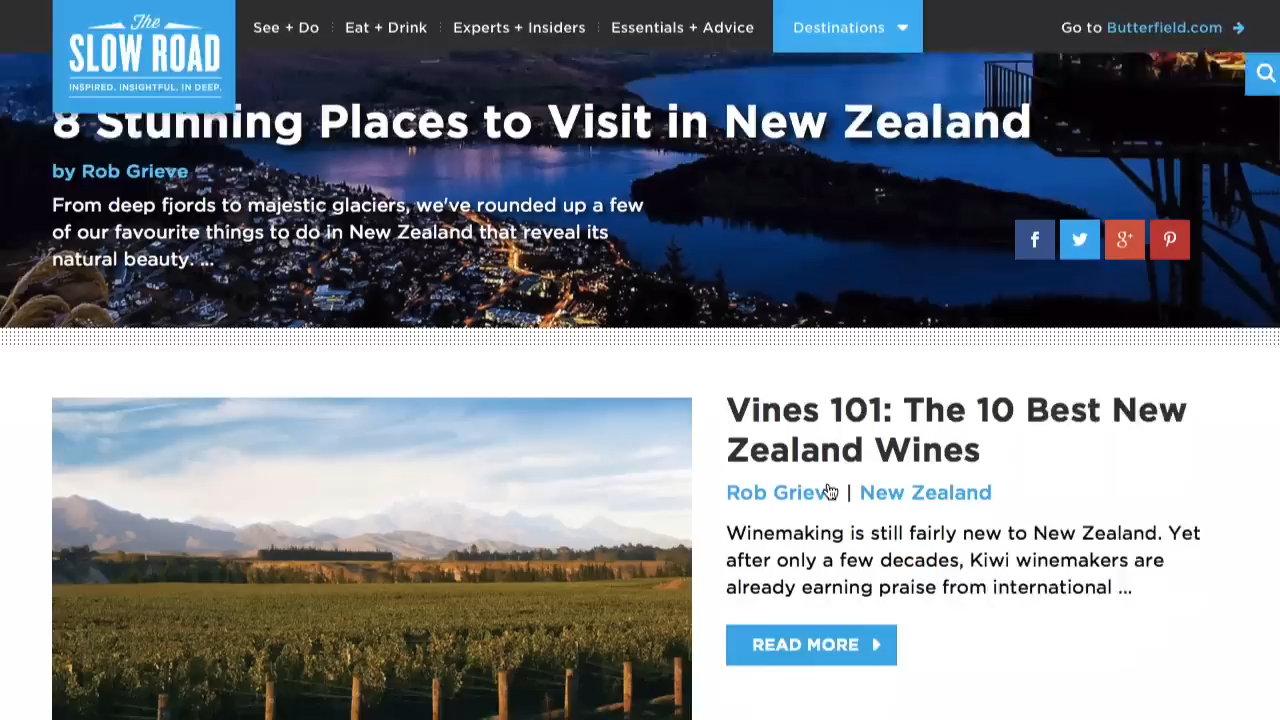 The
SLOW ROAD
INSPIRED. INSIGHTFUL. IN DEEP.
See + Do
Eat + Drink
Experts + Insiders
Essentials + Advice
Destinations
Go to Butterfield.com
8 Stunning Places to Visit in New Zealand
by Rob Grieve
From deep fjords to majestic glaciers, we've rounded up a few
of our favourite things to do in New Zealand that reveal its
natural beauty. ...
f
g+
Vines 101: The 10 Best New
Zealand Wines
Rob Grieve | New Zealand
Winemaking is still fairly new to New Zealand. Yet
after only a few decades, Kiwi winemakers are
already earning praise from international ...
READ MORE